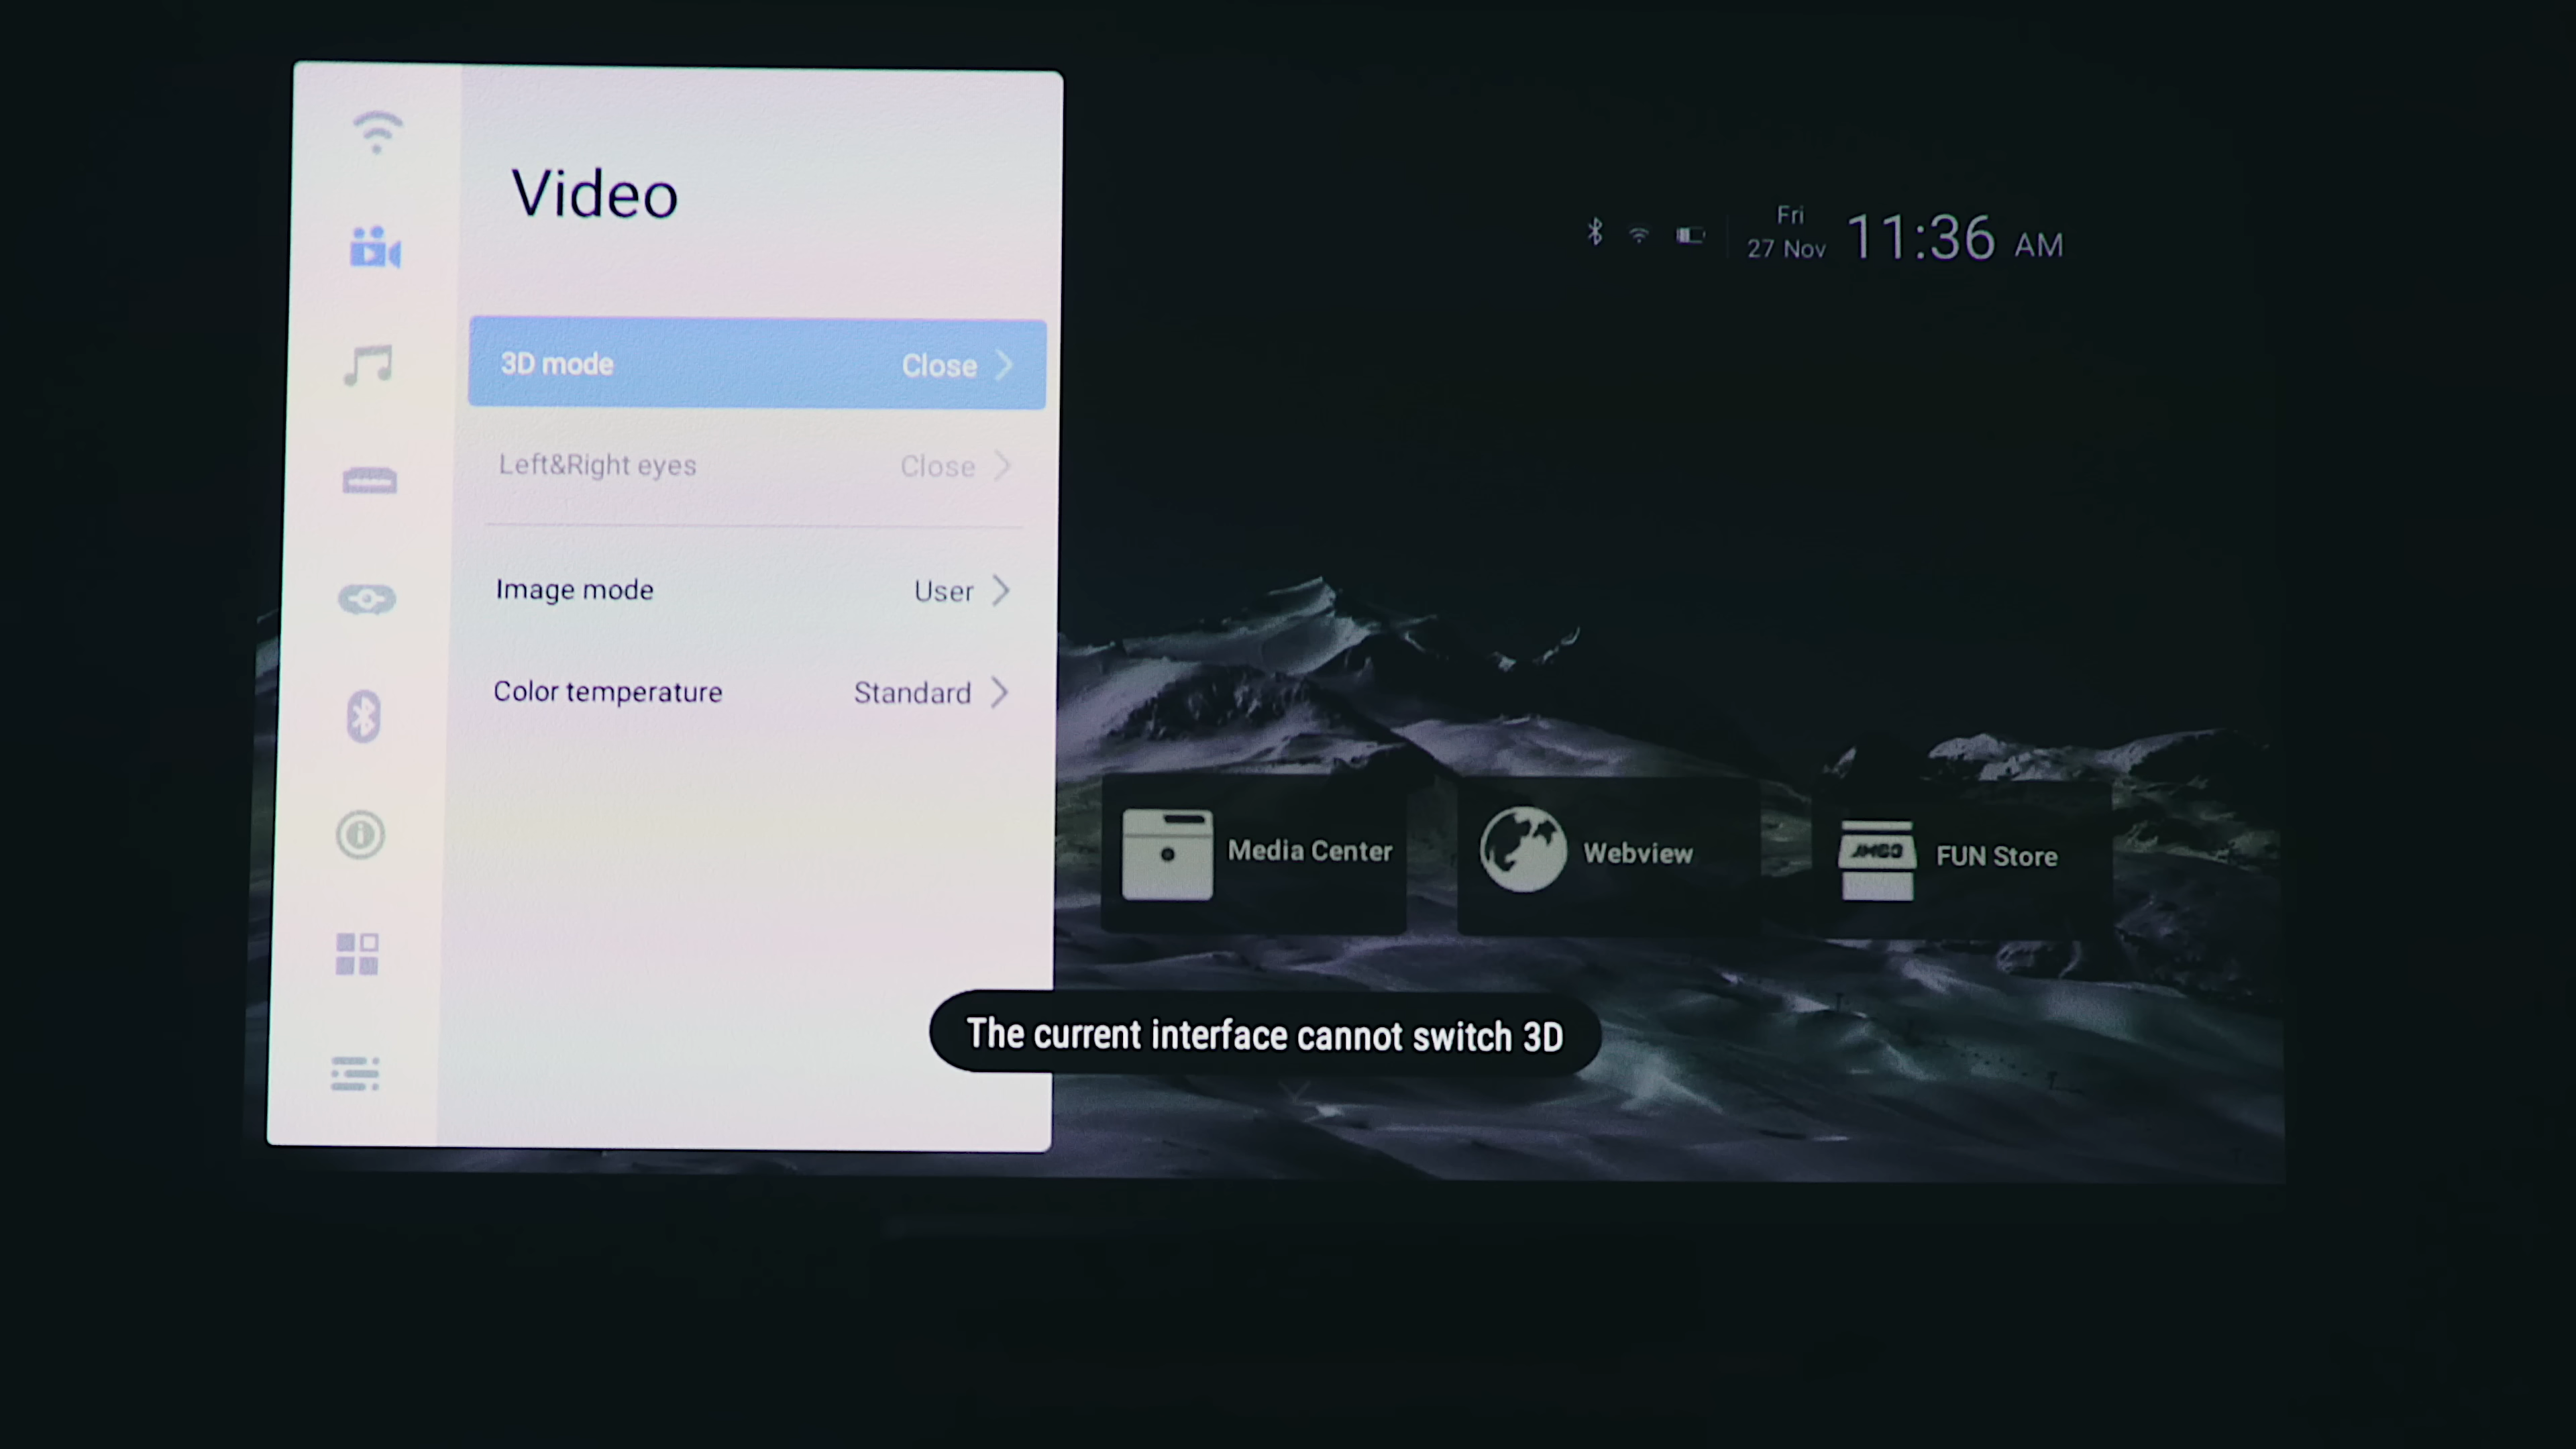 Video
3D mode Close
Left&Right eyes Close
Image mode User
Color temperature Standard
Fri
27 Nov 11:36 AM
Media Center
Webview
JMGO
FUN Store
The current interface cannot switch 3D